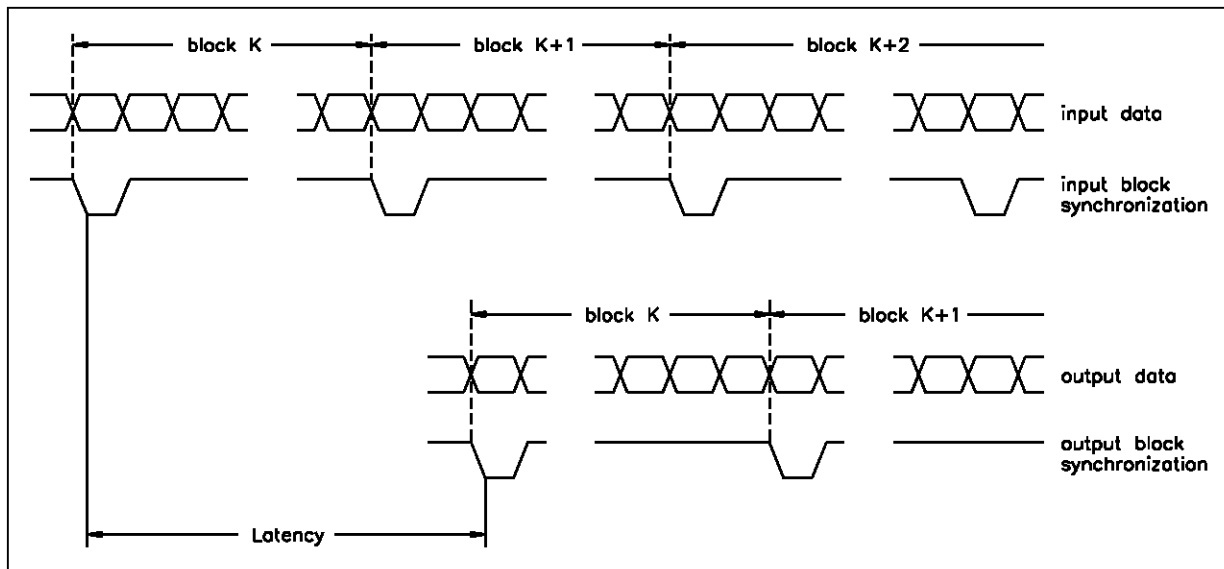 block K
block K+1
block K+2
input data
input block
synchronization
block K
block K+1
output data
output block
synchronization
Latency